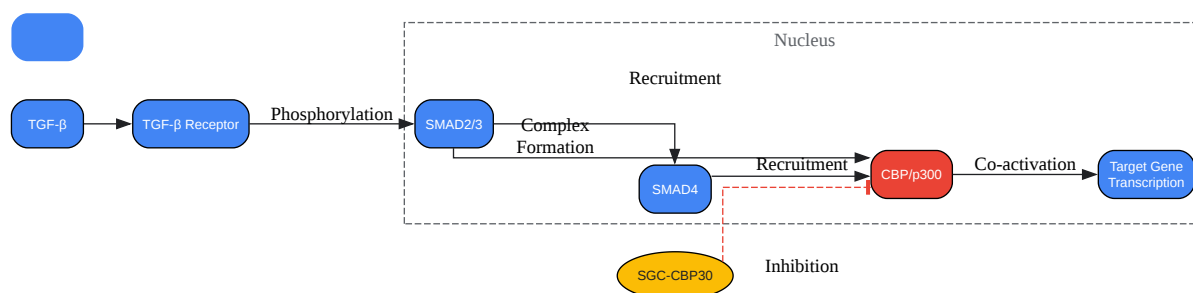 Nucleus
Recruitment
TGF-β
TGF-β Receptor
Phosphorylation
SMAD2/3
Complex
Formation
SMAD4
Recruitment
CBP/p300
Co-activation
Target Gene
Transcription
SGC-CBP30
Inhibition